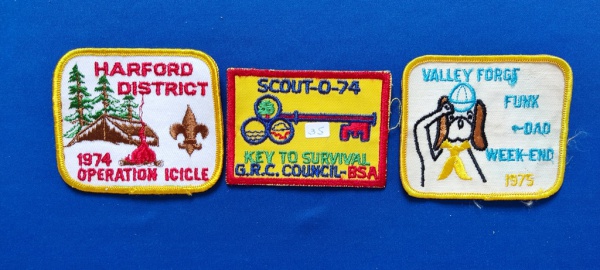 HARFORD
DISTRICT
1974
OPERATION ICICLE
SCOUT-O-74
KEY TO SURVIVAL
G.R.C. COUNCIL-BSA
VALLEY FORGE
FUNK
-DAD
WEEK-END
1975